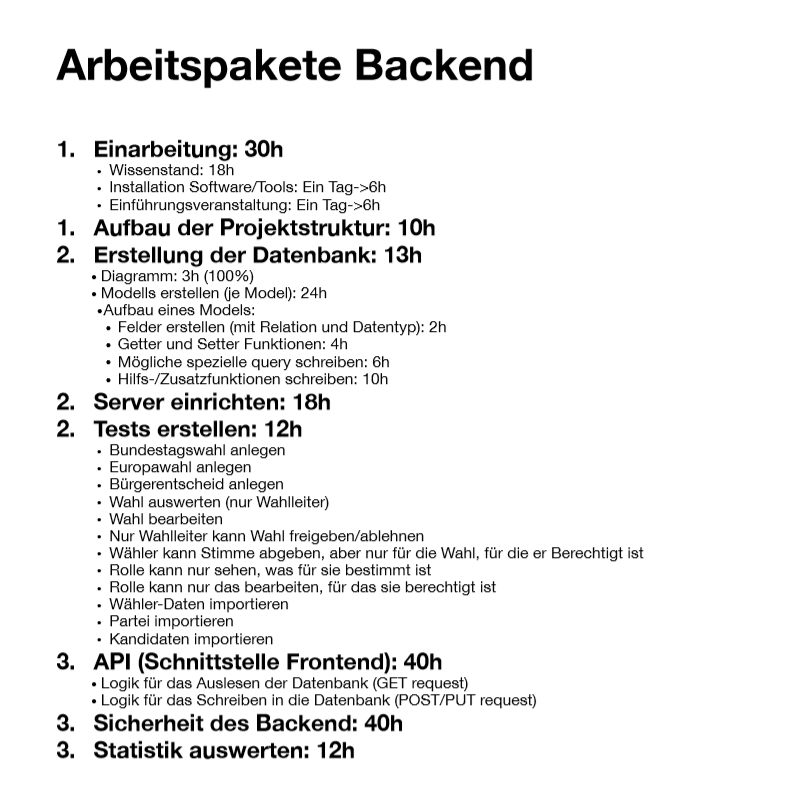 Arbeitspakete Backend
1. Einarbeitung: 30h
• Wissenstand: 18h
• Installation Software/Tools: Ein Tag->6h
• Einführungsveranstaltung: Ein Tag->6h
1. Aufbau der Projektstruktur: 10h
2. Erstellung der Datenbank: 13h
• Diagramm: 3h (100%)
• Modells erstellen (je Model): 24h
•Aufbau eines Models:
• Felder erstellen (mit Relation und Datentyp): 2h
• Getter und Setter Funktionen: 4h
• Mögliche spezielle query schreiben: 6h
• Hilfs-/Zusatzfunktionen schreiben: 10h
2. Server einrichten: 18h
2. Tests erstellen: 12h
• Bundestagswahl anlegen
• Europawahl anlegen
• Bürgerentscheid anlegen
• Wahl auswerten (nur Wahlleiter)
• Wahl bearbeiten
• Nur Wahlleiter kann Wahl freigeben/ablehnen
• Wähler kann Stimme abgeben, aber nur für die Wahl, für die er Berechtigt ist
• Rolle kann nur sehen, was für sie bestimmt ist
• Rolle kann nur das bearbeiten, für das sie berechtigt ist
• Wähler-Daten importieren
• Partei importieren
• Kandidaten importieren
3. API (Schnittstelle Frontend): 40h
• Logik für das Auslesen der Datenbank (GET request)
• Logik für das Schreiben in die Datenbank (POST/PUT request)
3. Sicherheit des Backend: 40h
3. Statistik auswerten: 12h